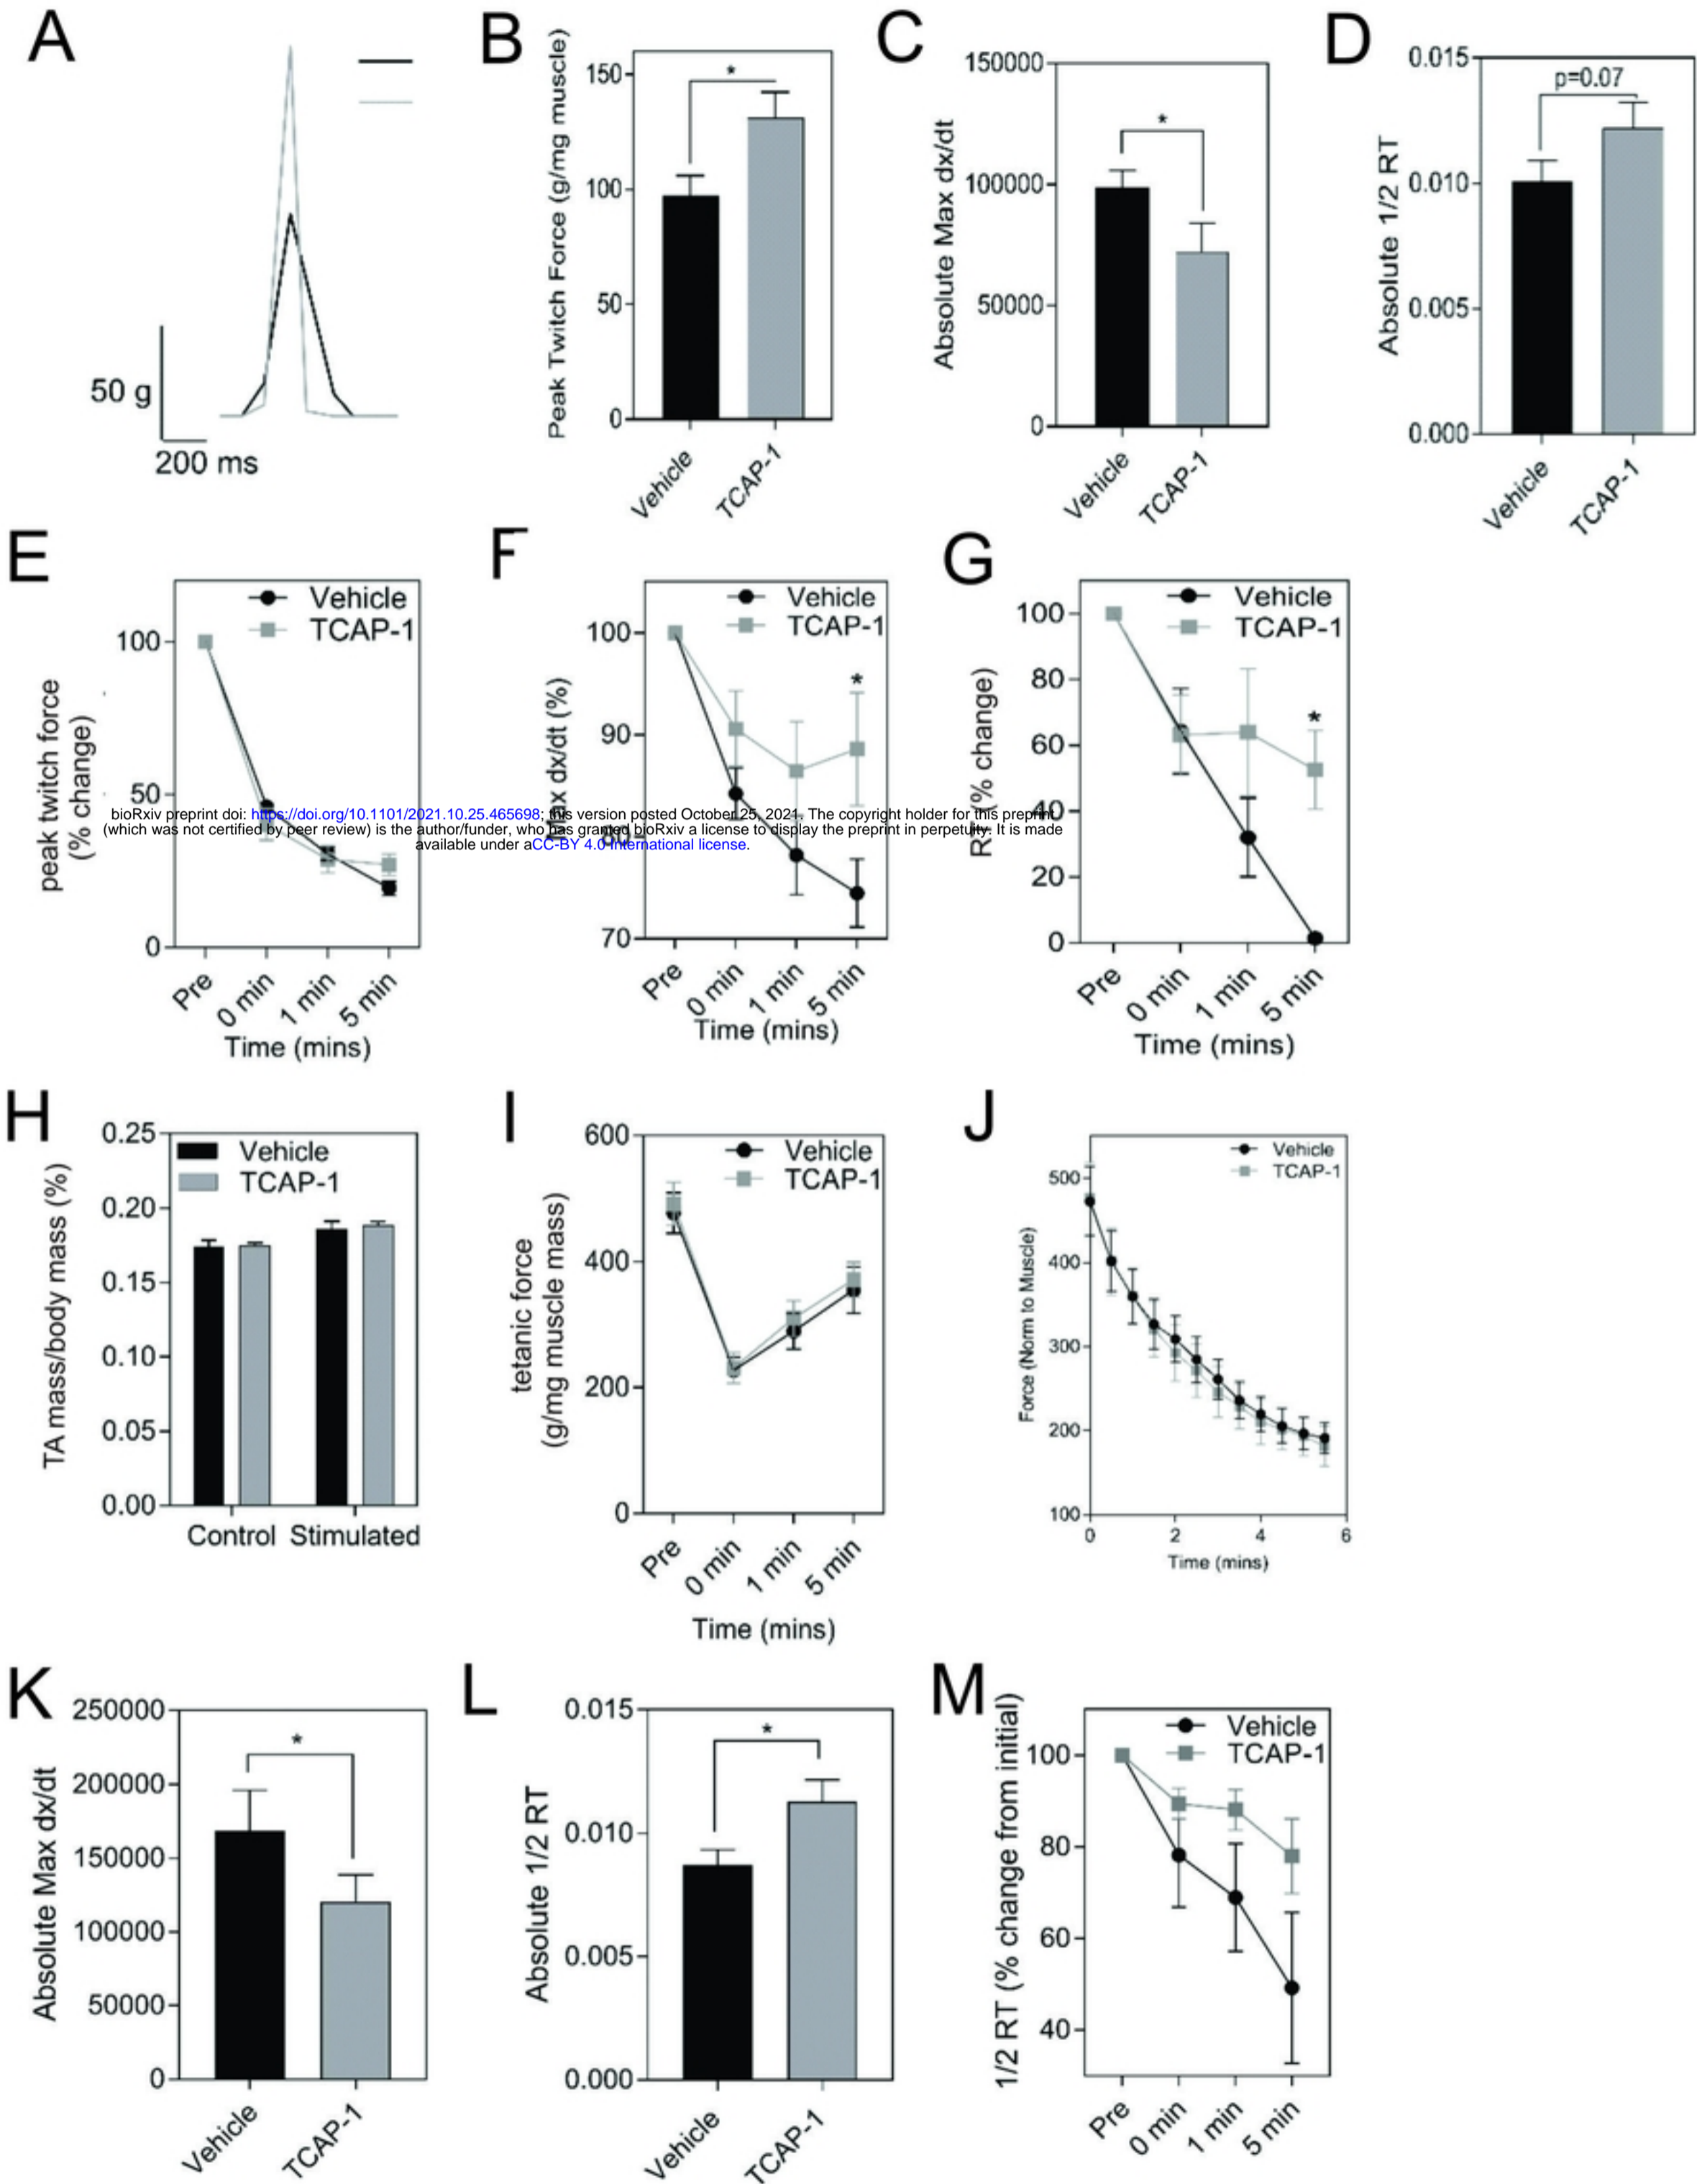 A
50 g
200 ms
B
Peak Twitch Force (g/mg muscle)
150
100
50
0
*
Vehicle
TCAP-1
C
Absolute Max dx/dt
150000
100000
50000
0
*
Vehicle
TCAP-1
D
Absolute 1/2 RT
0.015
0.010
0.005
0.000
p=0.07
Vehicle
TCAP-1
E
peak twitch force
(% change)
100
50
0
Vehicle
TCAP-1
Pre
0 min
1 min
5 min
Time (mins)
F
Max dx/dt (%)
100
90
80
70
Vehicle
TCAP-1
*
Pre
0 min
1 min
5 min
Time (mins)
G
RT (% change)
100
80
60
40
20
0
Vehicle
TCAP-1
*
Pre
0 min
1 min
5 min
Time (mins)
bioRxiv preprint doi: https://doi.org/10.1101/2021.10.25.465698; this version posted October 25, 2021. The copyright holder for this preprint
(which was not certified by peer review) is the author/funder, who has granted bioRxiv a license to display the preprint in perpetuity. It is made
available under aCC-BY 4.0 International license.
H
TA mass/body mass (%)
0.25
0.20
0.15
0.10
0.05
0.00
Vehicle
TCAP-1
Control
Stimulated
I
tetanic force
(g/mg muscle mass)
600
400
200
0
Vehicle
TCAP-1
Pre
0 min
1 min
5 min
Time (mins)
J
Force (Norm to Muscle)
500
400
300
200
100
Vehicle
TCAP-1
0
2
4
6
Time (mins)
K
Absolute Max dx/dt
250000
200000
150000
100000
50000
0
*
Vehicle
TCAP-1
L
Absolute 1/2 RT
0.015
0.010
0.005
0.000
*
Vehicle
TCAP-1
M
1/2 RT (% change from initial)
100
80
60
40
Vehicle
TCAP-1
Pre
0 min
1 min
5 min